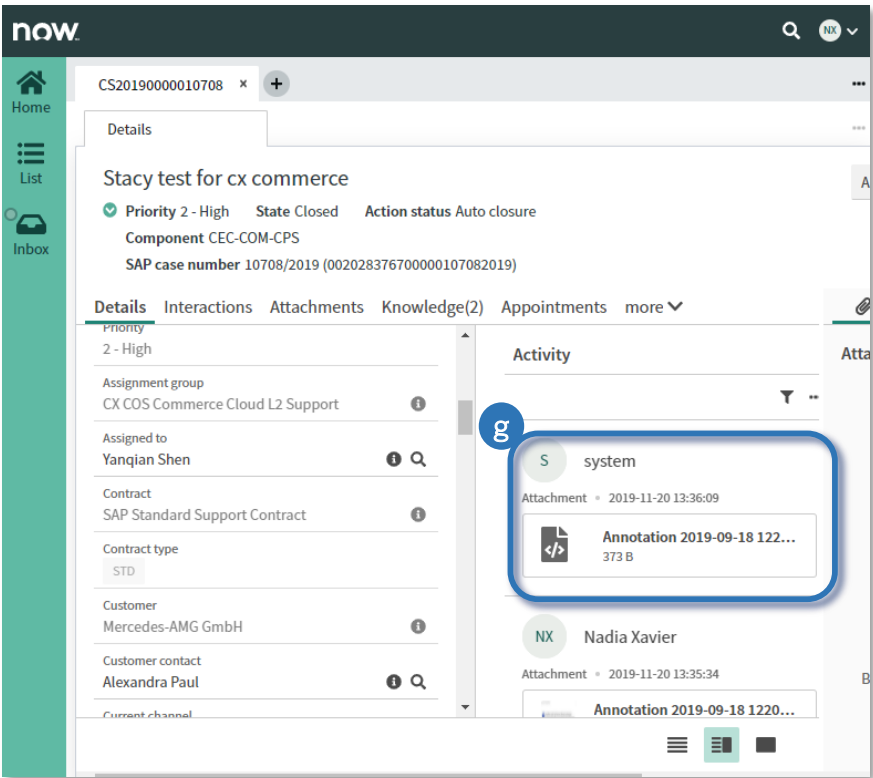 now.
NX
Home
List
Inbox
CS20190000010708 × +
Details
Stacy test for cx commerce
A
Priority 2 - High State Closed Action status Auto closure
Component CEC-COM-CPS
SAP case number 10708/2019 (002028376700000107082019)
Details Interactions Attachments Knowledge(2) Appointments more
Priority
2 - High
Assignment group
CX COS Commerce Cloud L2 Support
Assigned to
Yanqian Shen
Contract
SAP Standard Support Contract
Contract type
STD
Customer
Mercedes-AMG GmbH
Customer contact
Alexandra Paul
Current channel
Activity
Atta
g
S system
Attachment 2019-11-20 13:36:09
Annotation 2019-09-18 122...
373 B
NX Nadia Xavier
Attachment 2019-11-20 13:35:34
B
Annotation 2019-09-18 1220...